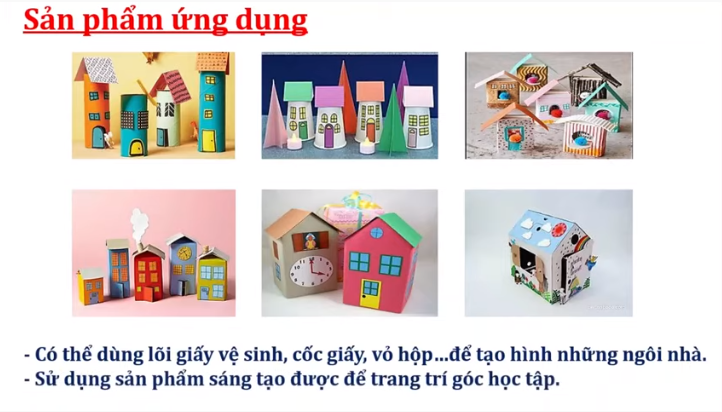 Sản phẩm ứng dụng
- Có thể dùng lõi giấy vệ sinh, cốc giấy, vỏ hộp...để tạo hình những ngôi nhà.
- Sử dụng sản phẩm sáng tạo được để trang trí góc học tập.